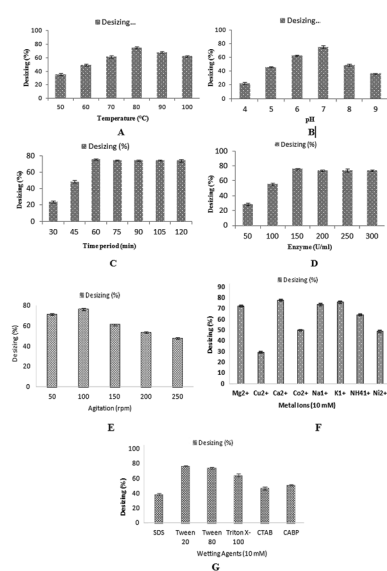 Desizing...
Desizing (%)
100
80
60
40
20
0
50 60 70 80 90 100
Temperature (°C)
A
Desizing...
Desizing (%)
100
80
60
40
20
0
4 5 6 7 8 9
pH
B
Desizing (%)
Desizing (%)
80
60
40
20
0
30 45 60 75 90 105 120
Time period (min)
C
Desizing (%)
Desizing (%)
100
80
60
40
20
0
50 100 150 200 250 300
Enzyme (U/ml)
D
Desizing (%)
Desizing (%)
80
60
40
20
0
50 100 150 200 250
Agitation (rpm)
E
Desizing (%)
Desizing (%)
90
80
70
60
50
40
30
20
10
0
Mg2+ Cu2+ Ca2+ Co2+ Na1+ K1+ NH41+ Ni2+
Metal Ions (10 mM)
F
Desizing (%)
Desizing (%)
100
80
60
40
20
0
SDS Tween 20 Tween 80 Triton X-100 CTAB CABP
Wetting Agents (10 mM)
G